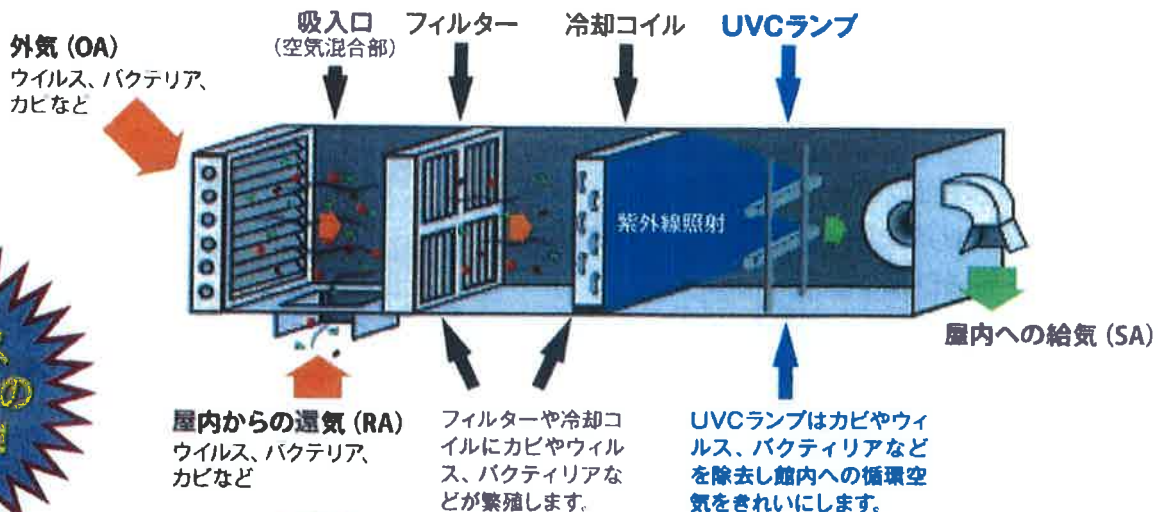 吸入口
(空気混合部)
フィルター
冷却コイル
UVCランプ
外気 (OA)
ウイルス、バクテリア、
カビなど
紫外線照射
屋内への給気 (SA)
屋内からの還気 (RA)
ウイルス、バクテリア、
カビなど
フィルターや冷却コ
イルにカビやウィル
ス、バクティリアな
どが繁殖します。
UVCランプはカビやウィ
ルス、バクティリアなど
を除去し館内への循環空
気をきれいにします。
の